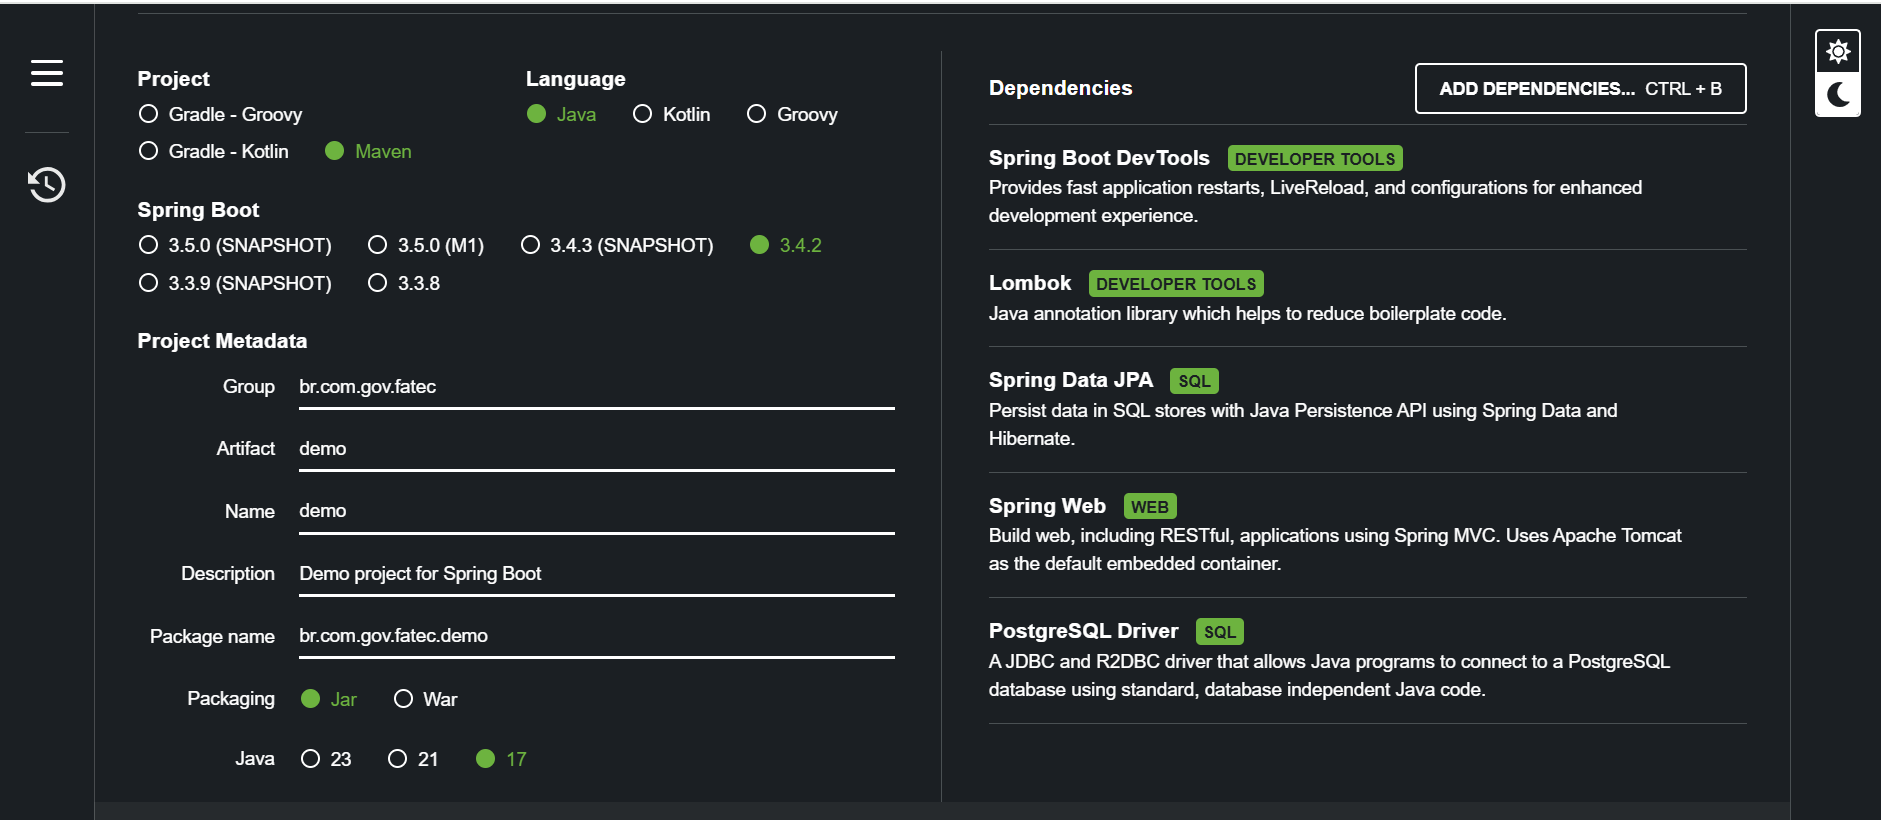 Project
Gradle - Groovy
Gradle - Kotlin Maven
Language
Java Kotlin Groovy
Spring Boot
3.5.0 (SNAPSHOT) 3.5.0 (M1) 3.4.3 (SNAPSHOT) 3.4.2
3.3.9 (SNAPSHOT) 3.3.8
Project Metadata
Group br.com.gov.fatec
Artifact demo
Name demo
Description Demo project for Spring Boot
Package name br.com.gov.fatec.demo
Packaging Jar War
Java 23 21 17
Dependencies ADD DEPENDENCIES... CTRL + B
Spring Boot DevTools DEVELOPER TOOLS
Provides fast application restarts, LiveReload, and configurations for enhanced
development experience.
Lombok DEVELOPER TOOLS
Java annotation library which helps to reduce boilerplate code.
Spring Data JPA SQL
Persist data in SQL stores with Java Persistence API using Spring Data and
Hibernate.
Spring Web WEB
Build web, including RESTful, applications using Spring MVC. Uses Apache Tomcat
as the default embedded container.
PostgreSQL Driver SQL
A JDBC and R2DBC driver that allows Java programs to connect to a PostgreSQL
database using standard, database independent Java code.